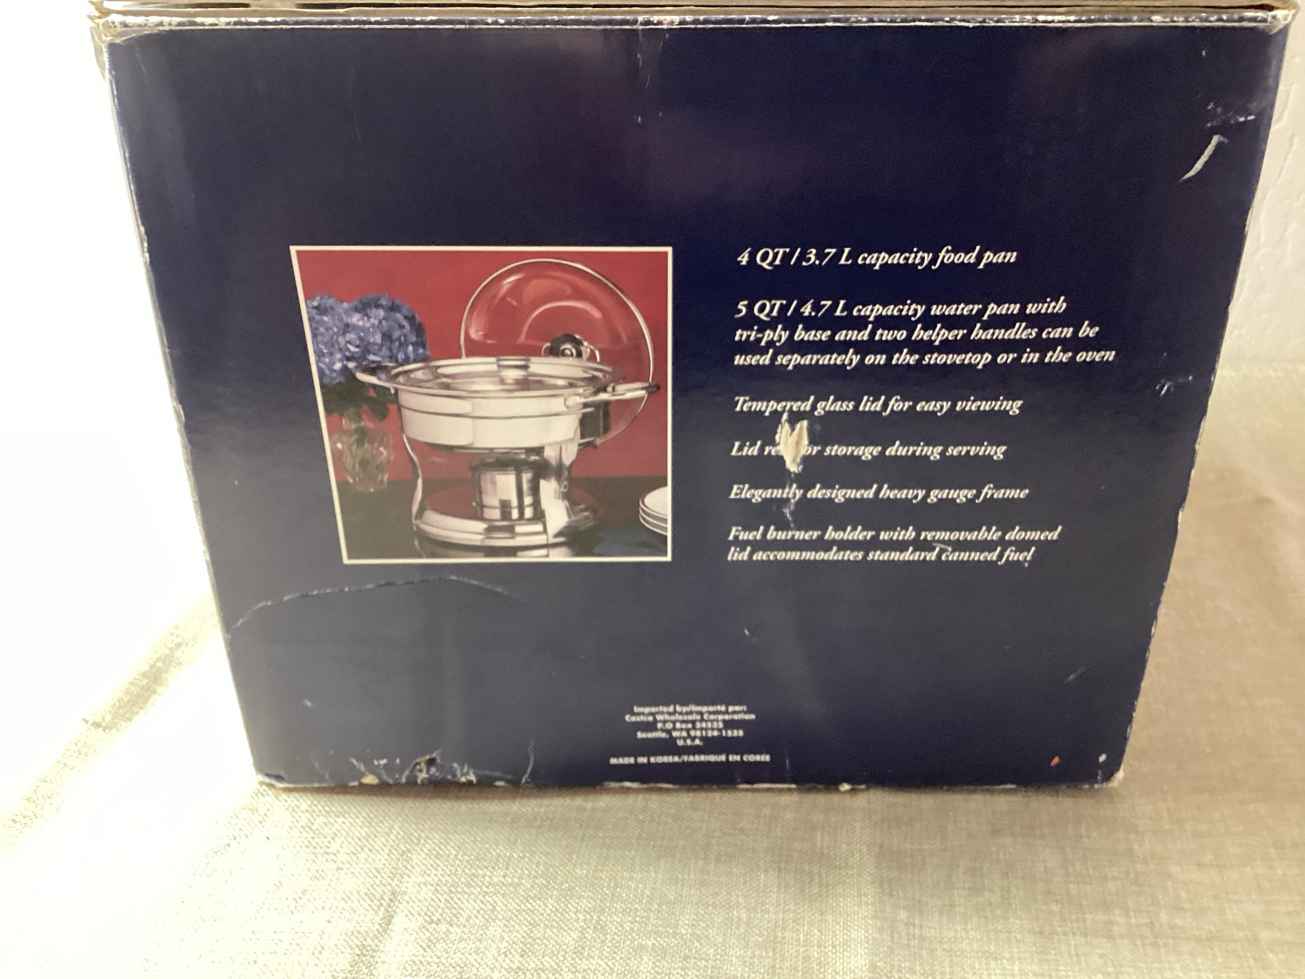 4 QT / 3.7 L capacity food pan
5 QT / 4.7 L capacity water pan with
tri-ply base and two helper handles can be
used separately on the stovetop or in the oven
Tempered glass lid for easy viewing
Lid storage during serving
Elegantly designed heavy gauge frame
Fuel burner holder with removable domed
lid accommodates standard canned fuel
Imported by/Importé par:
Costco Wholesale Corporation
P.O Box 34535
Seattle, WA 98124-1535
U.S.A.
MADE IN KOREA/FABRIQUÉ EN CORÉE